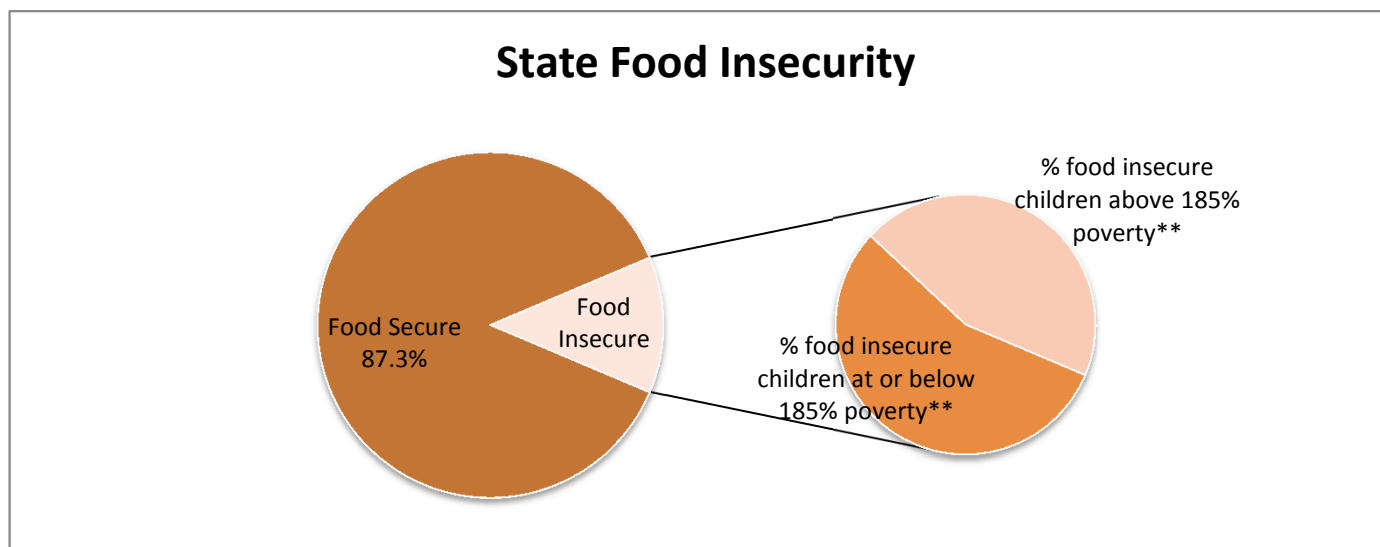 State Food Insecurity
% food insecure
children above 185%
poverty**
Food Secure
87.3%
Food
Insecure
% food insecure
children at or below
185% poverty**